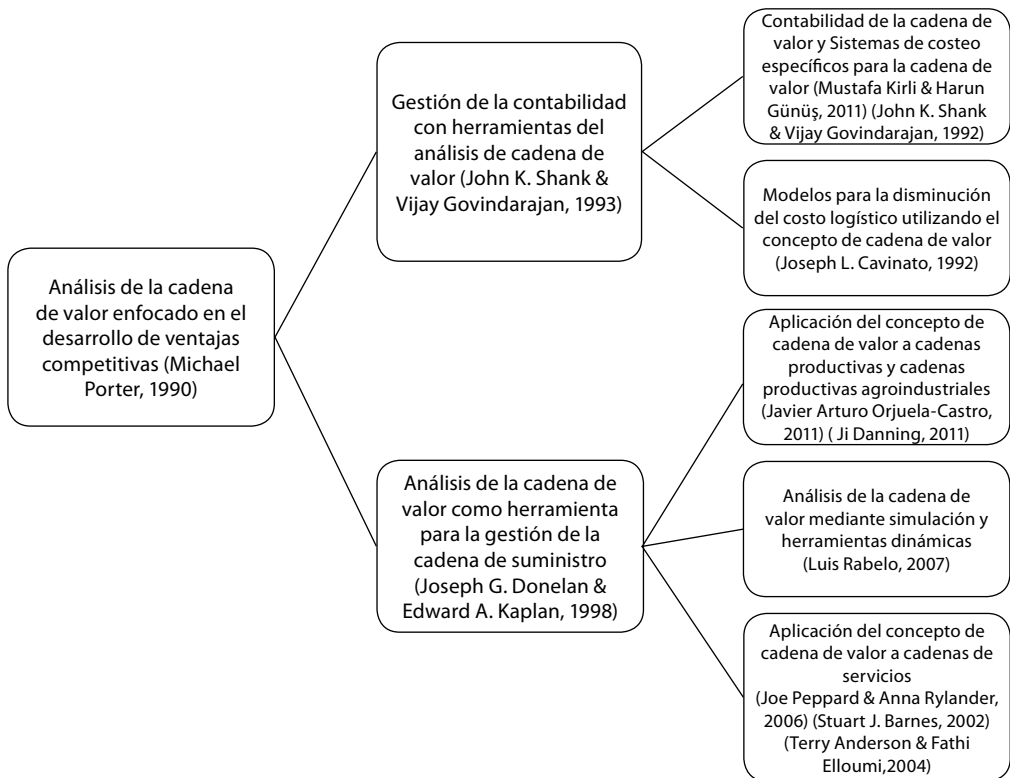 Análisis de la cadena
de valor enfocado en el
desarrollo de ventajas
competitivas (Michael
Porter, 1990)
Gestión de la contabilidad
con herramientas del
análisis de cadena de
valor (John K. Shank &
Vijay Govindarajan, 1993)
Contabilidad de la cadena de
valor y Sistemas de costeo
específicos para la cadena de
valor (Mustafa Kirli & Harun
Günüş, 2011) (John K. Shank
& Vijay Govindarajan, 1992)
Modelos para la disminución
del costo logístico utilizando el
concepto de cadena de valor
(Joseph L. Cavinato, 1992)
Análisis de la cadena de
valor como herramienta
para la gestión de la
cadena de suministro
(Joseph G. Donelan &
Edward A. Kaplan, 1998)
Aplicación del concepto de
cadena de valor a cadenas
productivas y cadenas
productivas agroindustriales
(Javier Arturo Orjuela-Castro,
2011) ( Ji Danning, 2011)
Análisis de la cadena de
valor mediante simulación y
herramientas dinámicas
(Luis Rabelo, 2007)
Aplicación del concepto de
cadena de valor a cadenas de
servicios
(Joe Peppard & Anna Rylander,
2006) (Stuart J. Barnes, 2002)
(Terry Anderson & Fathi
Elloumi,2004)